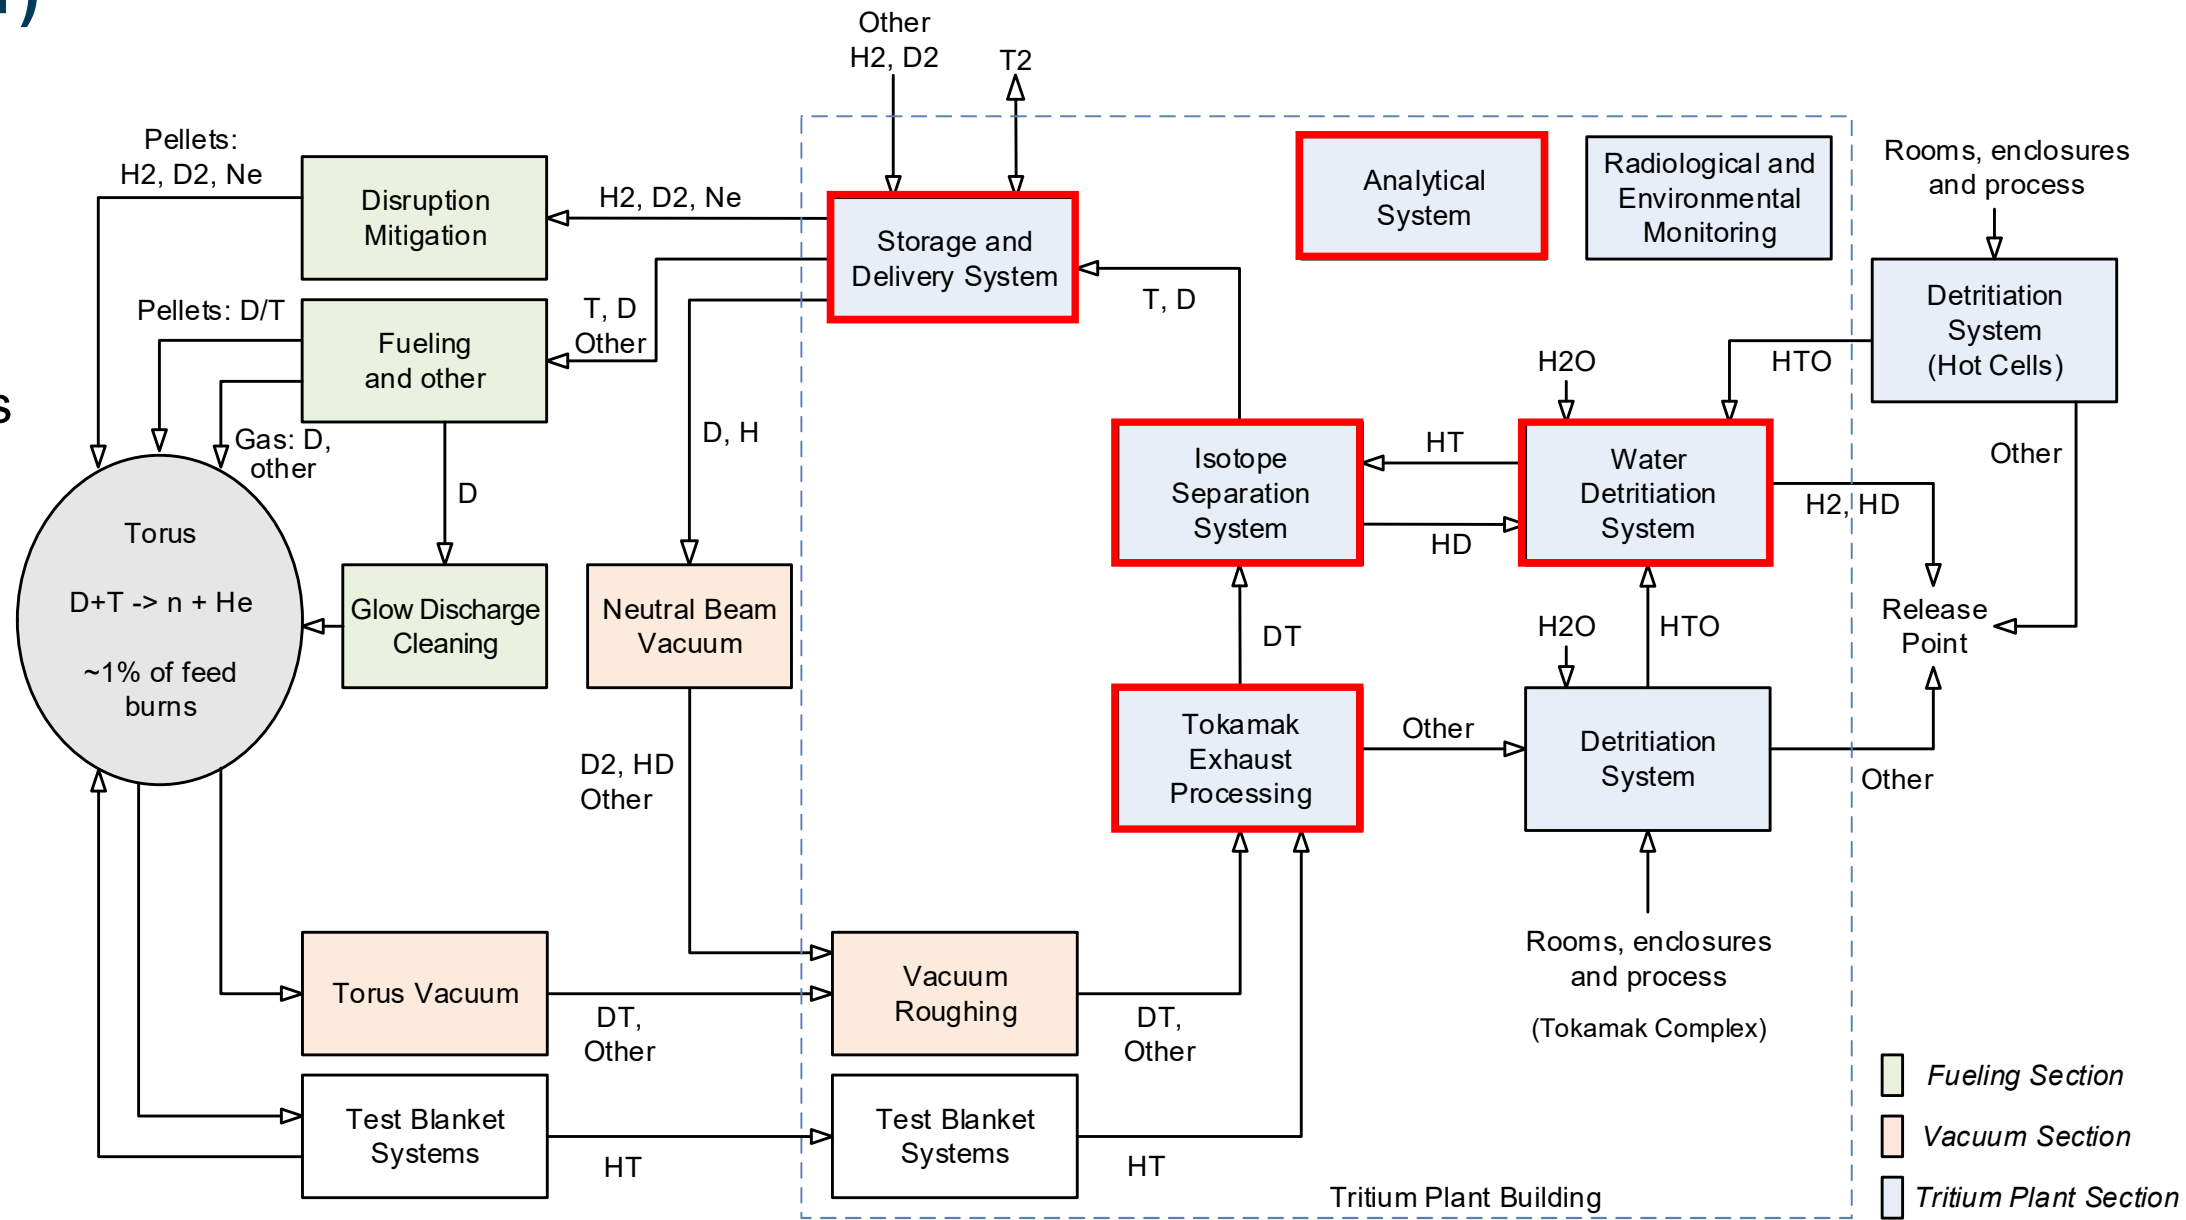 Other
H2, D2
T2
Pellets:
H2, D2, Ne
Disruption
Mitigation
H2, D2, Ne
Storage and
Delivery System
Analytical
System
Radiological and
Environmental
Monitoring
Rooms, enclosures
and process
Detritiation
System
(Hot Cells)
Pellets: D/T
Fueling
and other
T, D
Other
T, D
H2O
HTO
s
Gas: D,
other
D
D, H
Isotope
Separation
System
HT
HD
Water
Detritiation
System
H2, HD
Other
Torus
D+T -> n + He
~1% of feed
burns
Glow Discharge
Cleaning
Neutral Beam
Vacuum
DT
H2O
HTO
Release
Point
D2, HD
Other
Tokamak
Exhaust
Processing
Other
Detritiation
System
Other
Torus Vacuum
DT,
Other
Vacuum
Roughing
DT,
Other
Rooms, enclosures
and process
(Tokamak Complex)
Test Blanket
Systems
HT
Test Blanket
Systems
HT
Tritium Plant Building
Fueling Section
Vacuum Section
Tritium Plant Section